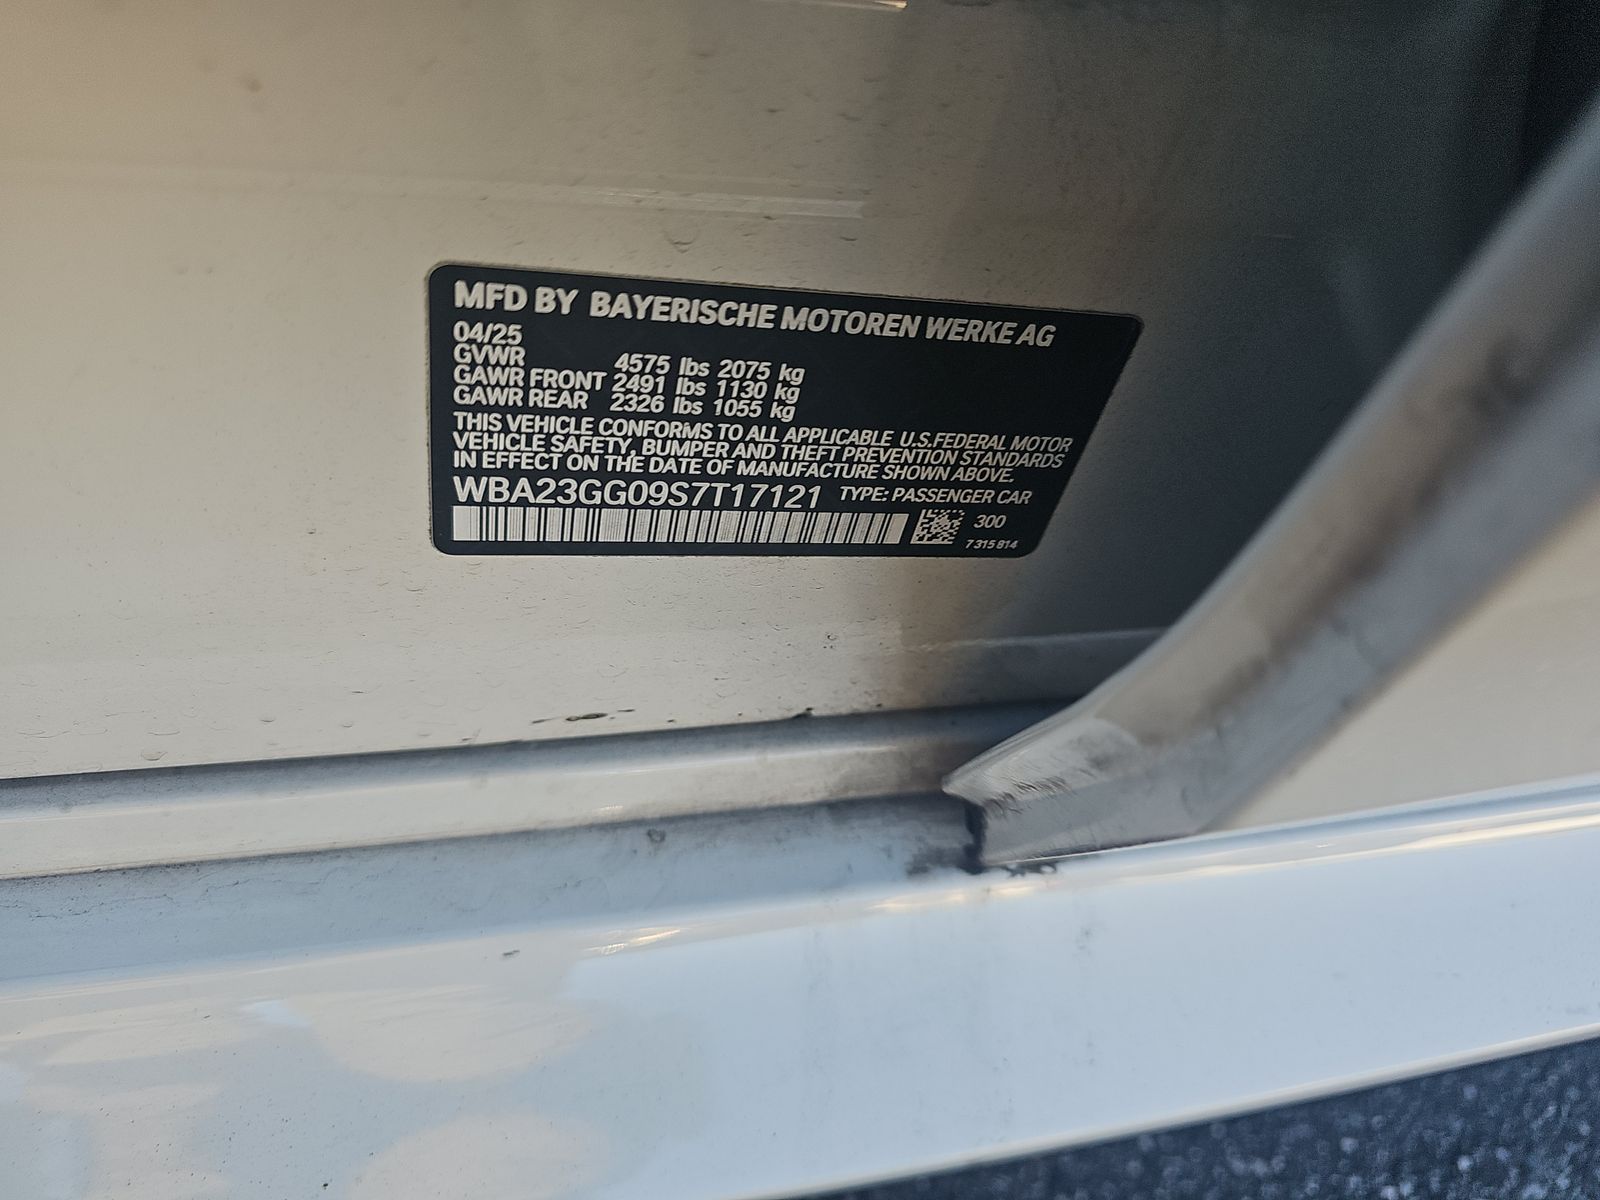 MFD BY BAYERISCHE MOTOREN WERKE AG
04/25
GVWR 4575 lbs 2075 kg
GAWR FRONT 2491 lbs 1130 kg
GAWR REAR 2326 lbs 1055 kg
THIS VEHICLE CONFORMS TO ALL APPLICABLE U.S.FEDERAL MOTOR
VEHICLE SAFETY, BUMPER AND THEFT PREVENTION STANDARDS
IN EFFECT ON THE DATE OF MANUFACTURE SHOWN ABOVE.
WBA23GG09S7T17121 TYPE: PASSENGER CAR
300
7 315 814